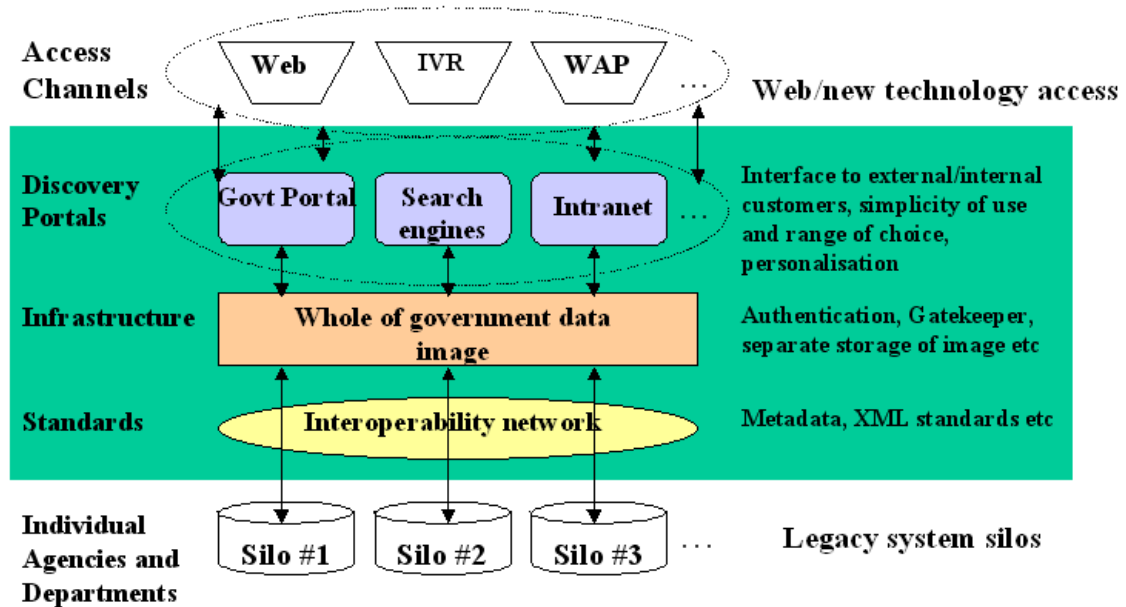 Access
Channels
Web
IVR
WAP
...
Web/new technology access
Discovery
Portals
Govt Portal
Search
engines
Intranet
...
Interface to external/internal
customers, simplicity of use
and range of choice,
personalisation
Infrastructure
Whole of government data
image
Authentication, Gatekeeper,
separate storage of image etc
Standards
Interoperability network
Metadata, XML standards etc
Individual
Agencies and
Departments
Silo #1
Silo #2
Silo #3
...
Legacy system silos